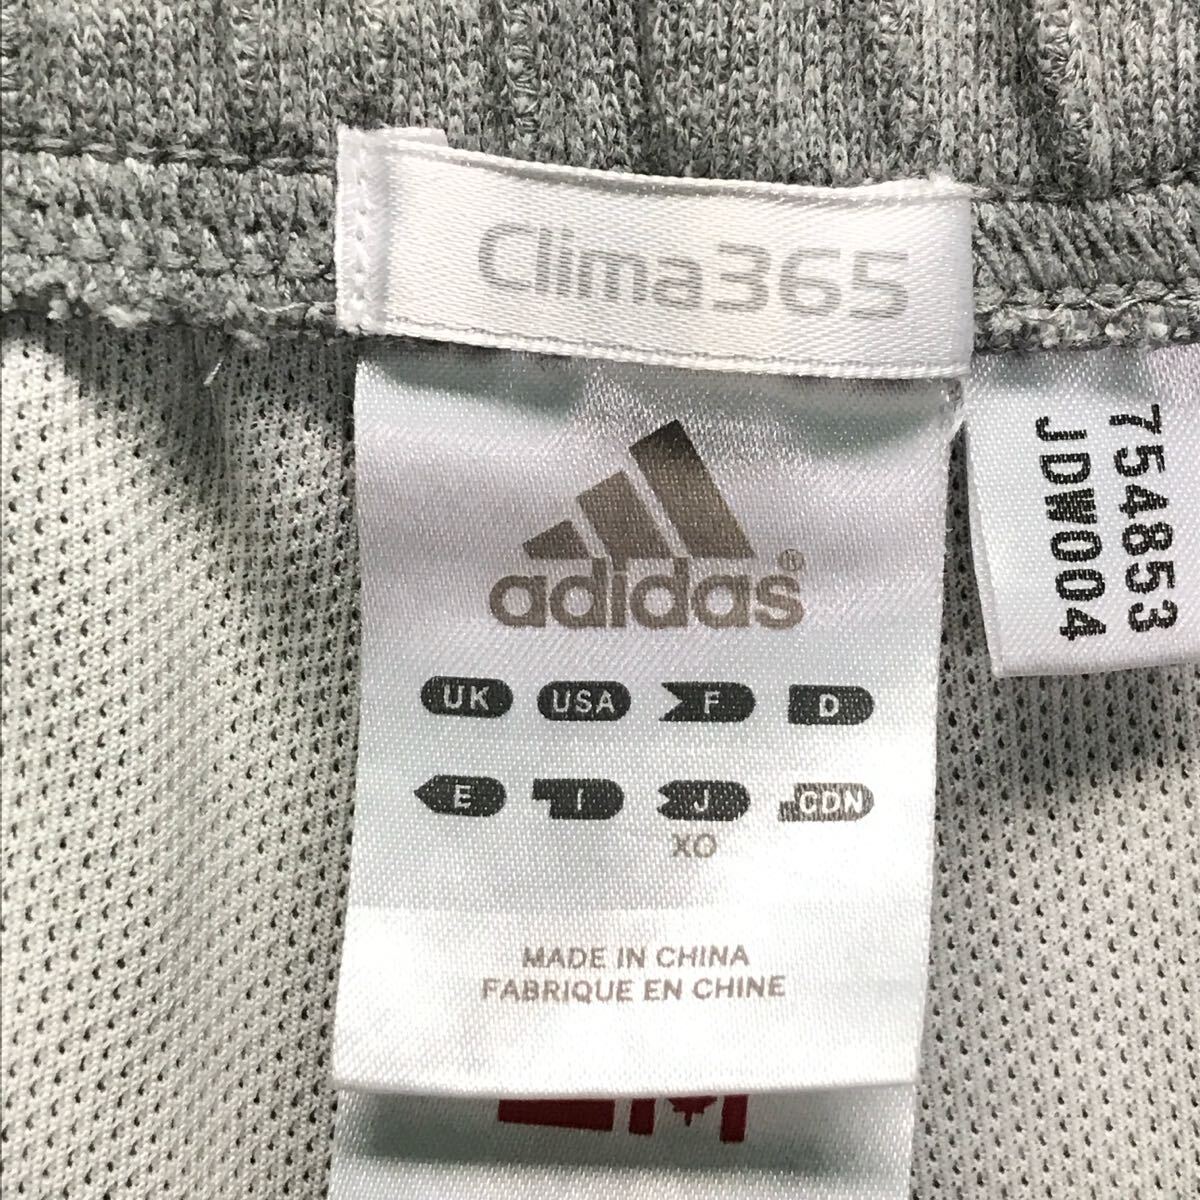 Clima365
adidas®
UK USA F D
E I J CDN
XO
MADE IN CHINA
FABRIQUE EN CHINE
754853
JDW004